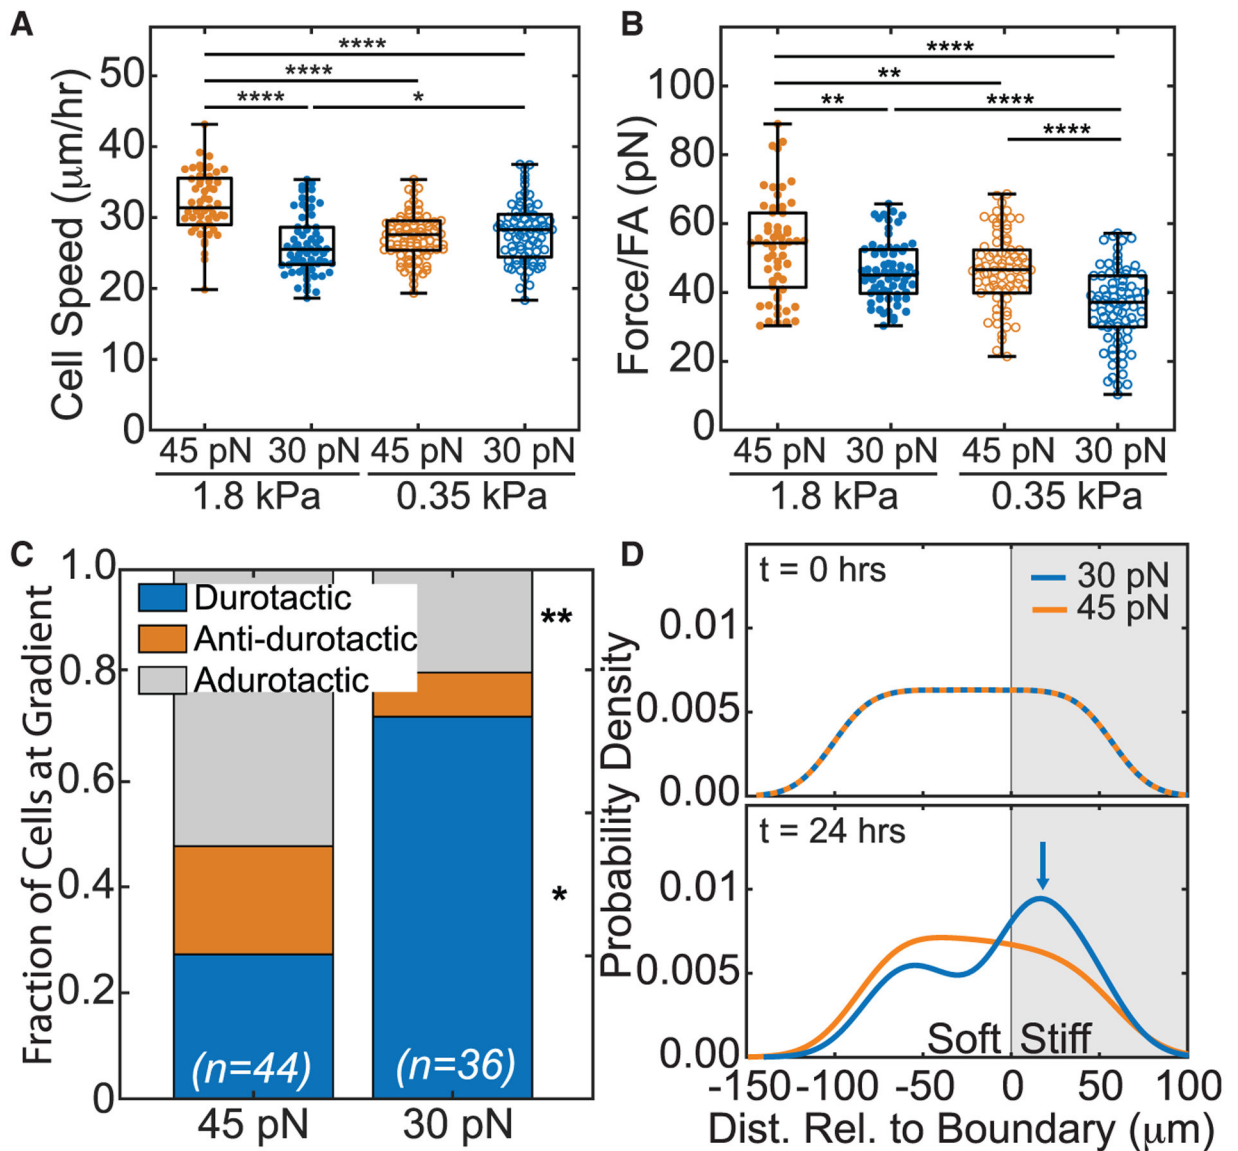 A
Cell Speed (μm/hr)
50
40
30
20
10
0
****
****
****
*
45 pN 30 pN 45 pN 30 pN
1.8 kPa 0.35 kPa
B
Force/FA (pN)
100
80
60
40
20
0
****
**
**
****
****
45 pN 30 pN 45 pN 30 pN
1.8 kPa 0.35 kPa
C
Fraction of Cells at Gradient
1.0
0.8
0.6
0.4
0.2
0
Durotactic
Anti-durotactic
Adurotactic
**
*
(n=44)
(n=36)
45 pN 30 pN
D
Probability Density
t = 0 hrs
30 pN
45 pN
0.01
0.005
0.00
t = 24 hrs
0.01
0.005
0.00
Soft Stiff
-150 -100 -50 0 50 100
Dist. Rel. to Boundary (μm)